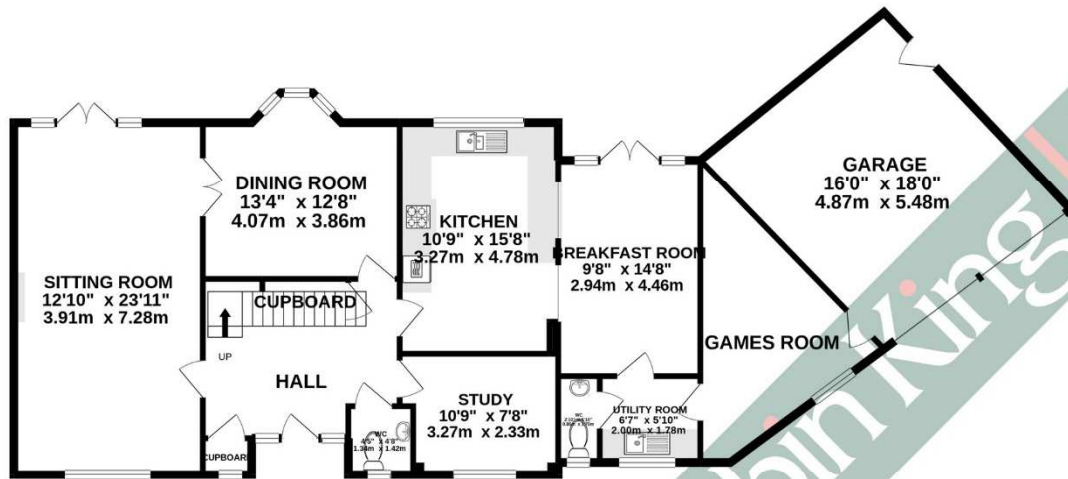 GARAGE
16'0" x 18'0"
4.87m x 5.48m
DINING ROOM
13'4" x 12'8"
4.07m x 3.86m
KITCHEN
10'9" x 15'8"
3.27m x 4.78m
BREAKFAST ROOM
9'8" x 14'8"
2.94m x 4.46m
SITTING ROOM
12'10" x 23'11"
3.91m x 7.28m
CUPBOARD
UP
HALL
GAMES ROOM
STUDY
10'9" x 7'8"
3.27m x 2.33m
WC
4'5" x 4'8"
1.34m x 1.42m
WC
UTILITY ROOM
6'7" x 5'10"
2.00m x 1.78m
CUPBOARD
King